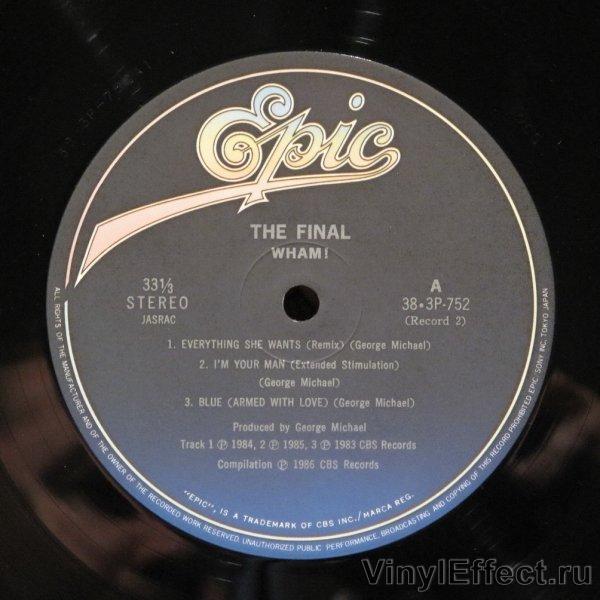 Epic
THE FINAL
WHAM!
33⅓
STEREO
JASRAC
A
38・3P-752
(Record 2)
1. EVERYTHING SHE WANTS (Remix) (George Michael)
2. I'M YOUR MAN (Extended Stimulation)
(George Michael)
3. BLUE (ARMED WITH LOVE) (George Michael)
Produced by George Michael
Track 1 Ⓟ 1984, 2 Ⓟ 1985, 3 Ⓟ 1983 CBS Records
Compilation Ⓟ 1986 CBS Records
"EPIC", IS A TRADEMARK OF CBS INC./MARCA REG.
ALL RIGHTS OF THE MANUFACTURER AND OF THE OWNER OF THE RECORDED WORK RESERVED. UNAUTHORIZED PUBLIC PERFORMANCE, BROADCASTING AND COPYING OF THIS RECORD PROHIBITED EPIC/SONY INC. TOKYO JAPAN
VinylEffect.ru